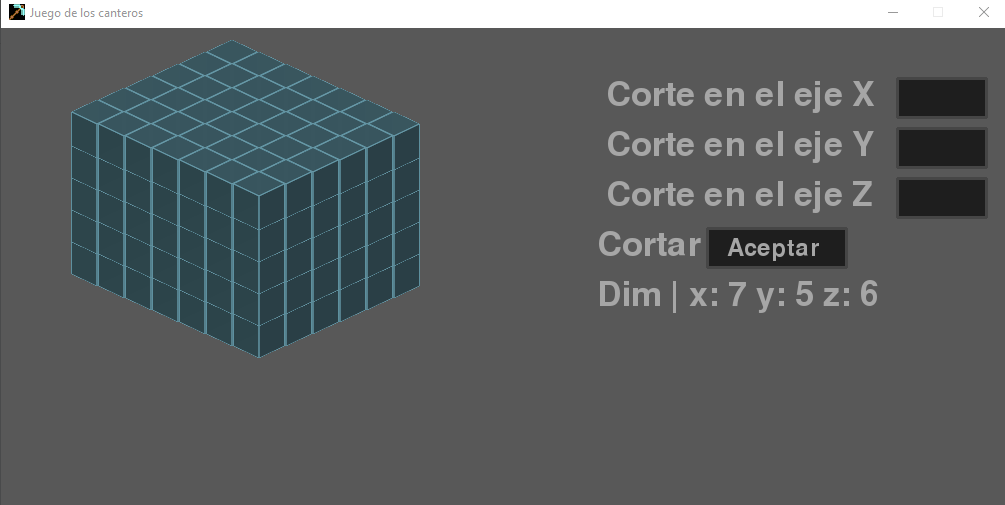 Juego de los canteros
Corte en el eje X
Corte en el eje Y
Corte en el eje Z
Cortar Aceptar
Dim | x: 7 y: 5 z: 6